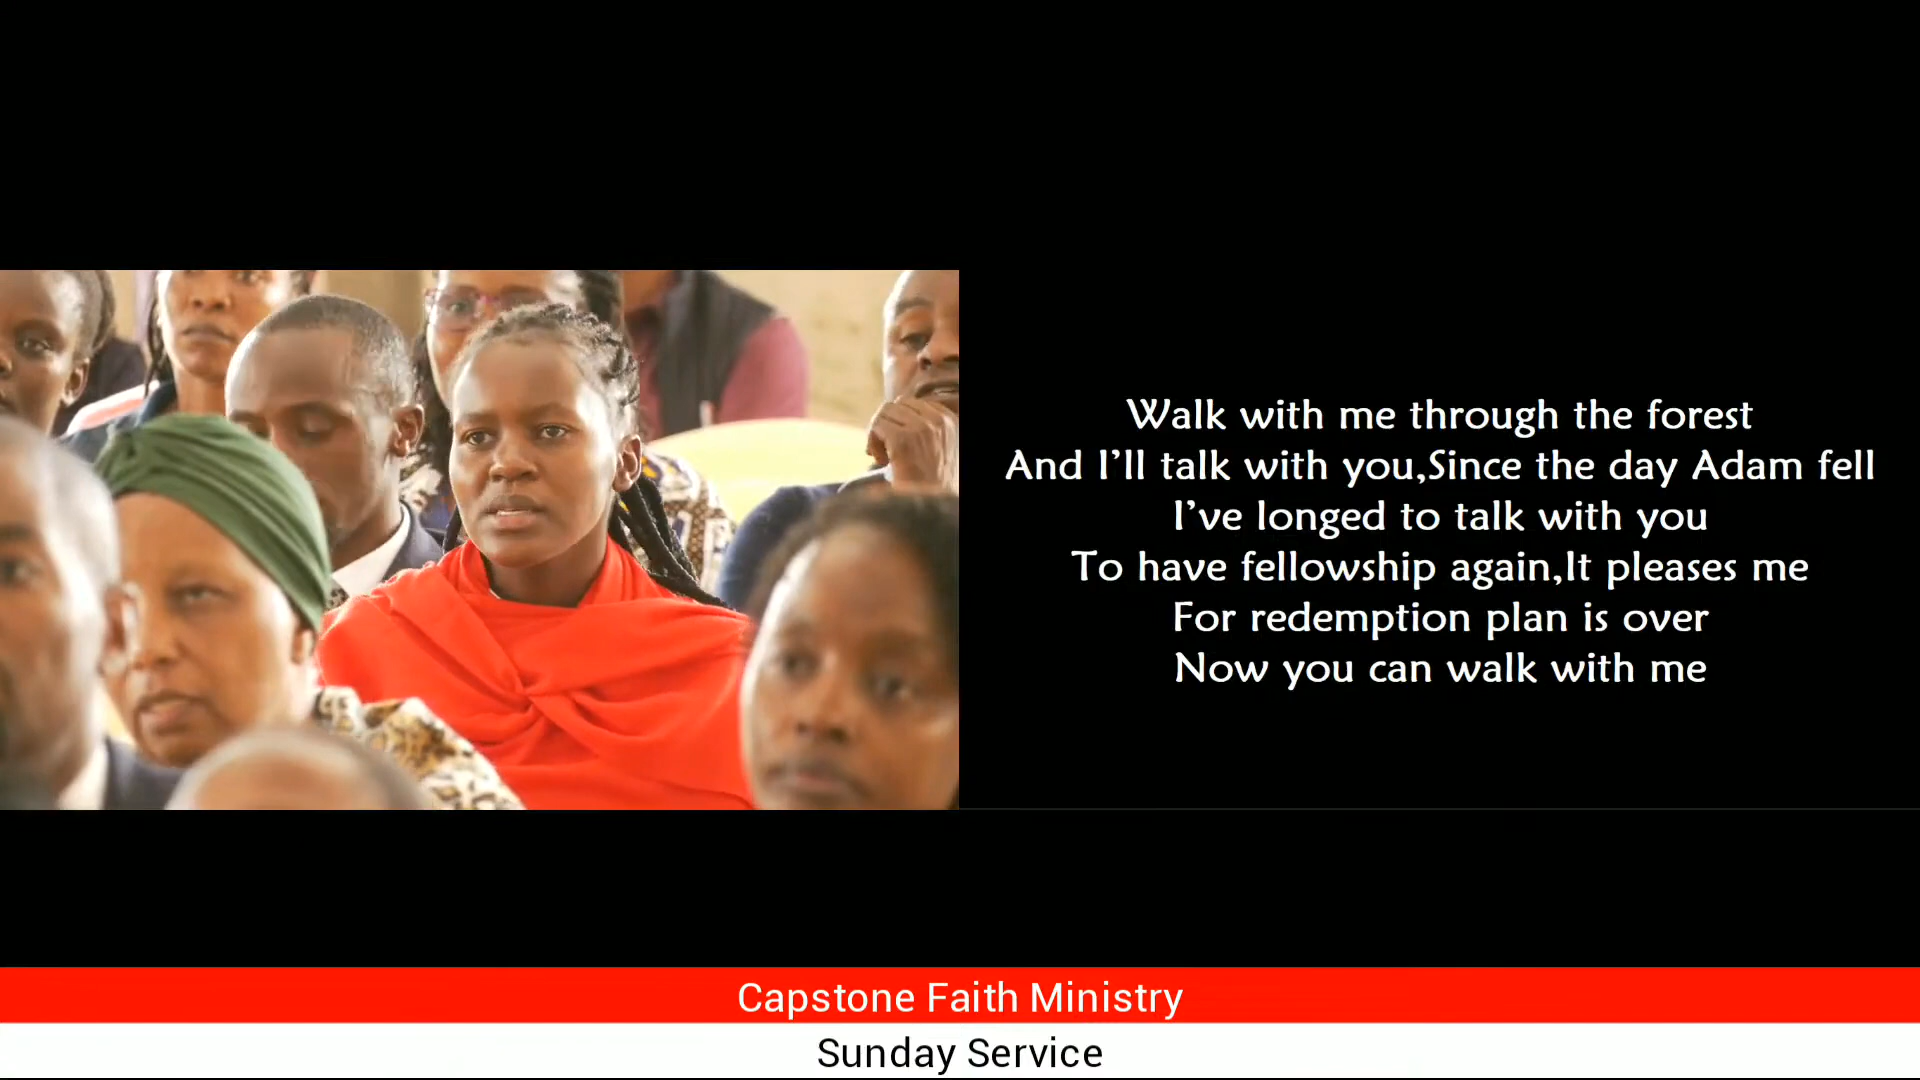 Walk with me through the forest
And I'll talk with you,Since the day Adam fell
I've longed to talk with you
To have fellowship again,It pleases me
For redemption plan is over
Now you can walk with me
Capstone Faith Ministry
Sunday Service